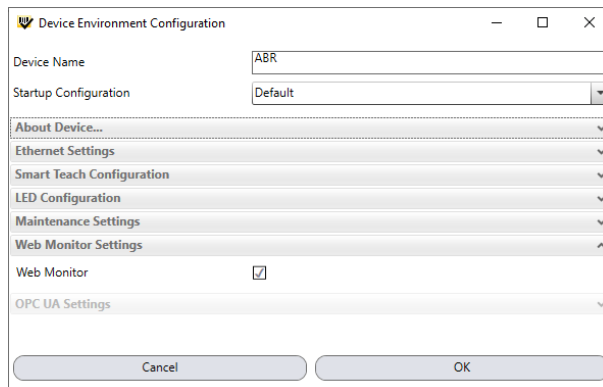 Device Environment Configuration
Device Name ABR
Startup Configuration Default
About Device...
Ethernet Settings
Smart Teach Configuration
LED Configuration
Maintenance Settings
Web Monitor Settings
Web Monitor
OPC UA Settings
Cancel OK